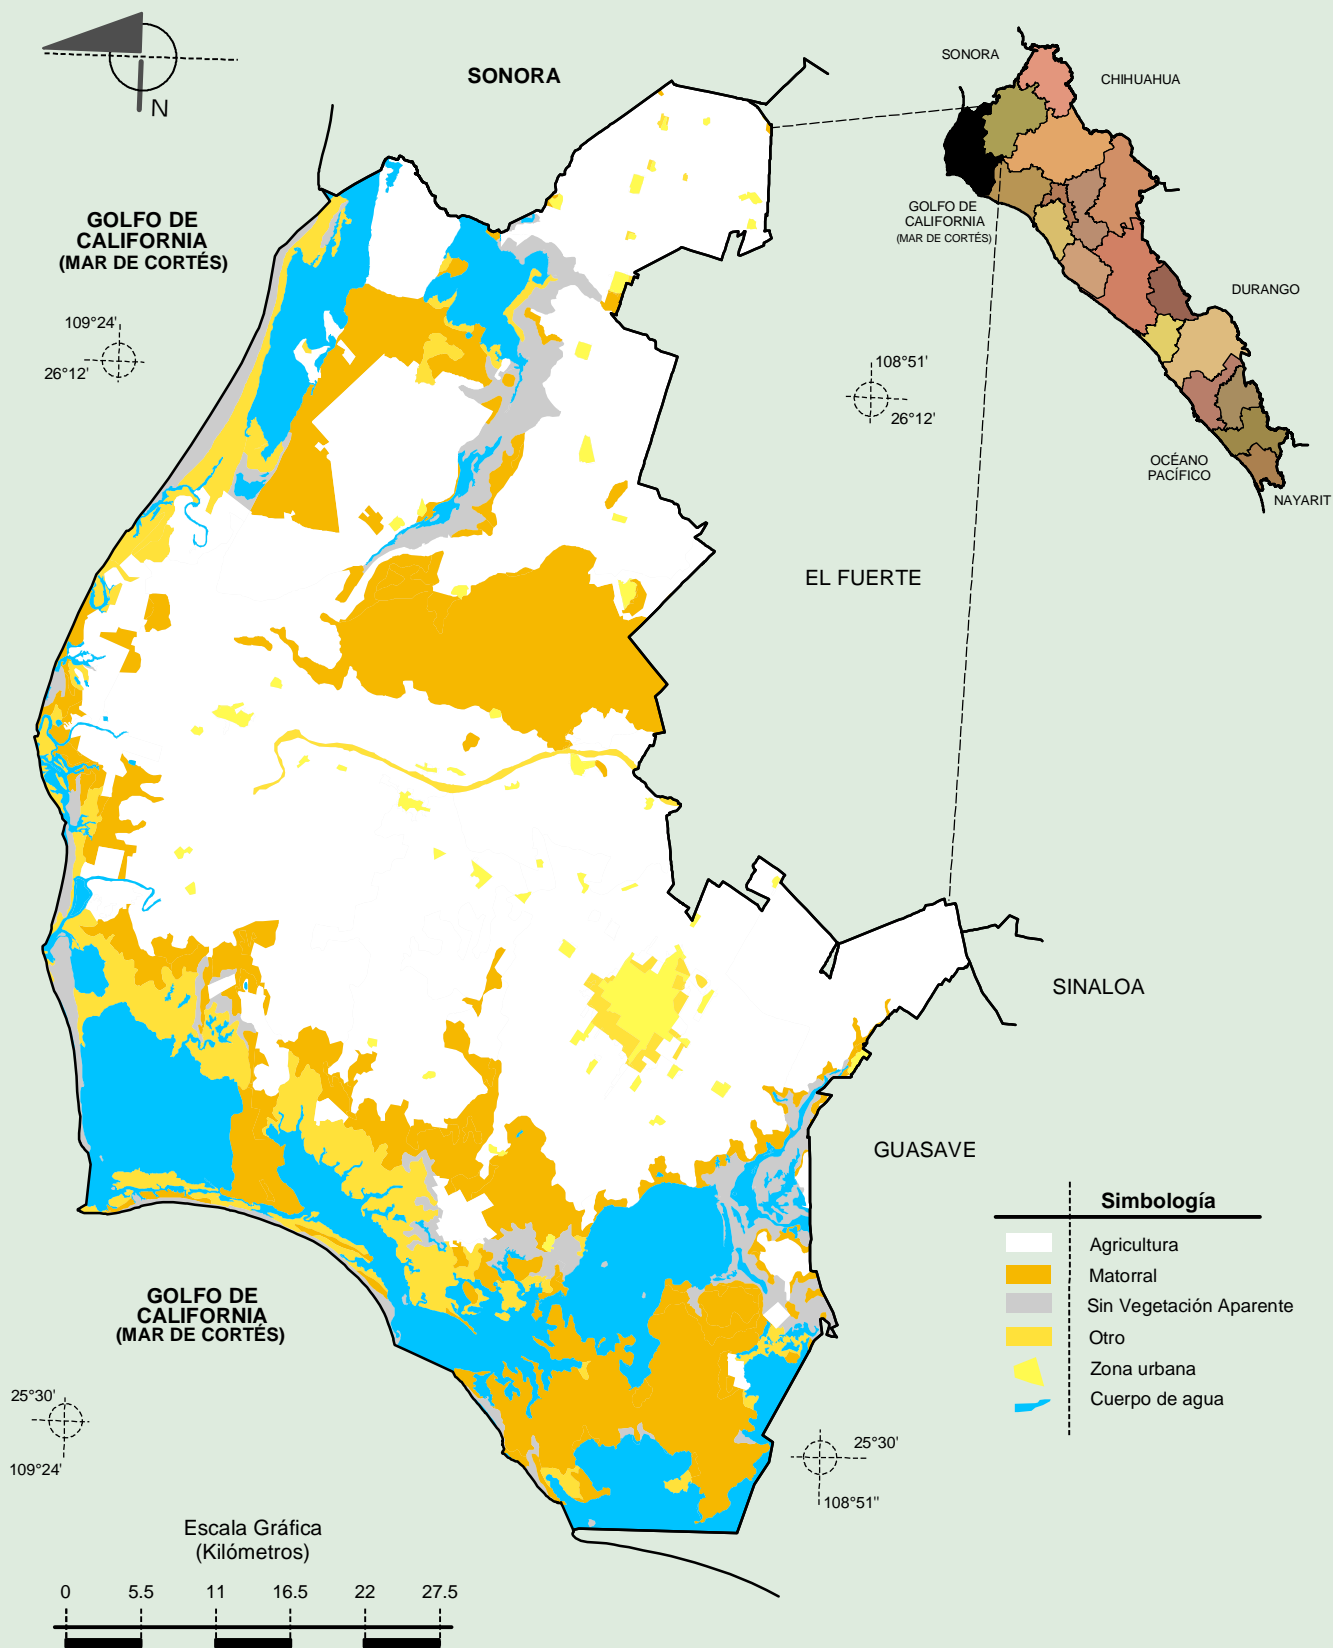 N
SONORA
SONORA
CHIHUAHUA
GOLFO DE
CALIFORNIA
(MAR DE CORTÉS)
GOLFO DE
CALIFORNIA
(MAR DE CORTÉS)
DURANGO
109°24'
26°12'
108°51'
26°12'
OCÉANO
PACÍFICO
NAYARIT
EL FUERTE
SINALOA
GUASAVE
Simbología
Agricultura
Matorral
Sin Vegetación Aparente
Otro
Zona urbana
Cuerpo de agua
GOLFO DE
CALIFORNIA
(MAR DE CORTÉS)
25°30'
109°24'
25°30'
108°51"
Escala Gráfica
(Kilómetros)
0 5.5 11 16.5 22 27.5